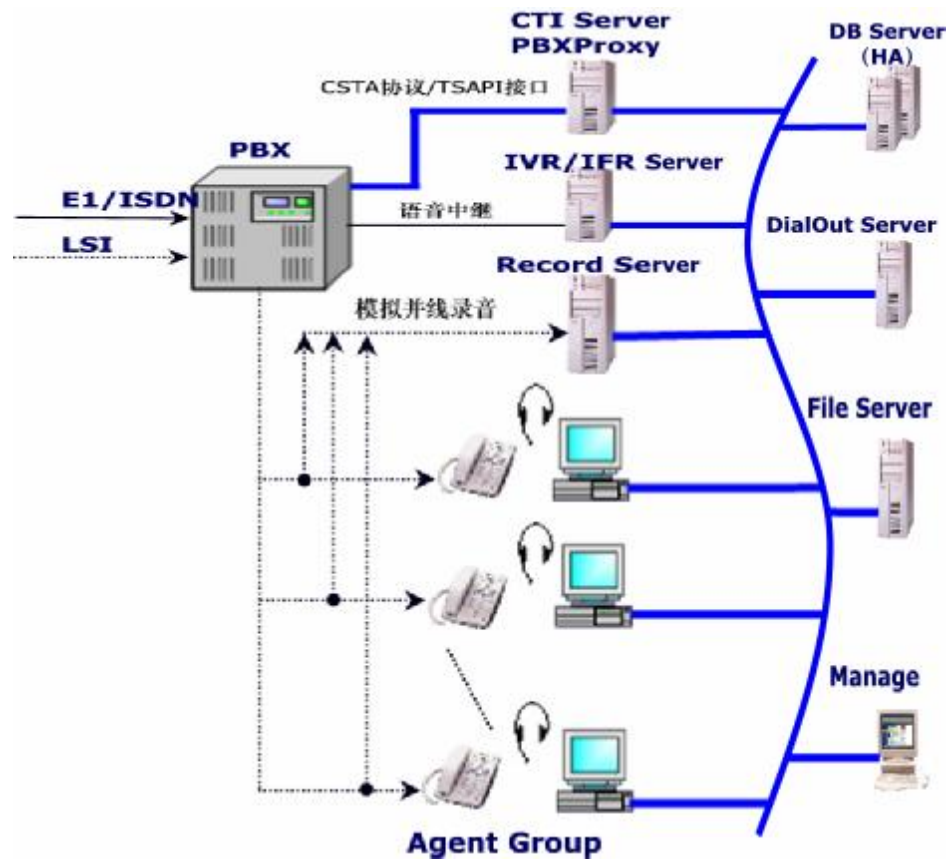 CTI Server
PBXProxy
DB Server
(HA)
CSTA协议/TSAPI接口
PBX
IVR/IFR Server
E1/ISDN
语音中继
DialOut Server
LSI
Record Server
模拟并线录音
File Server
Manage
Agent Group